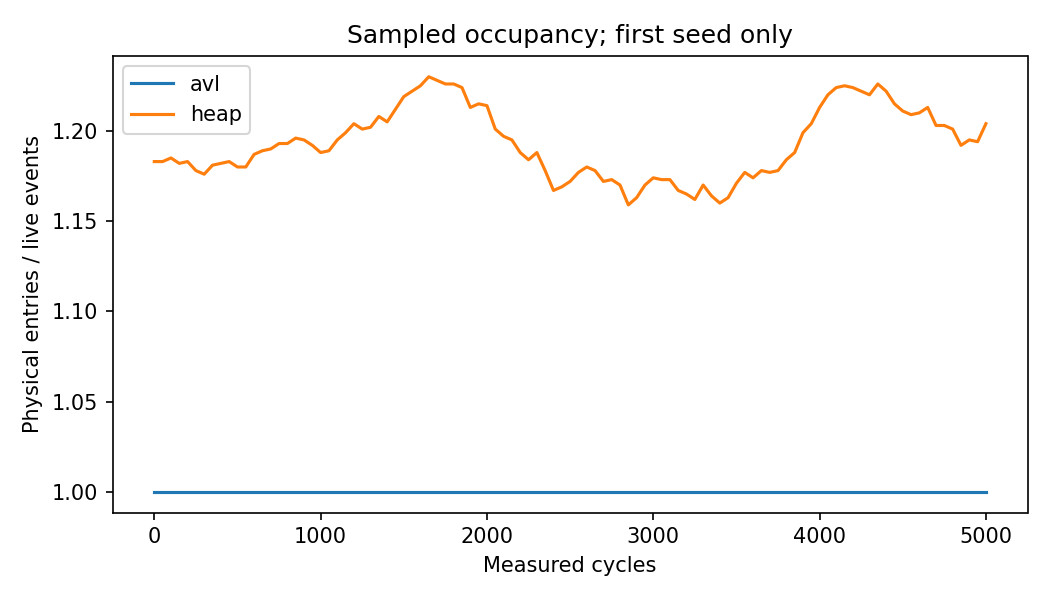 Sampled occupancy; first seed only
avl
heap
Physical entries / live events
1.20
1.15
1.10
1.05
1.00
0
1000
2000
3000
4000
5000
Measured cycles